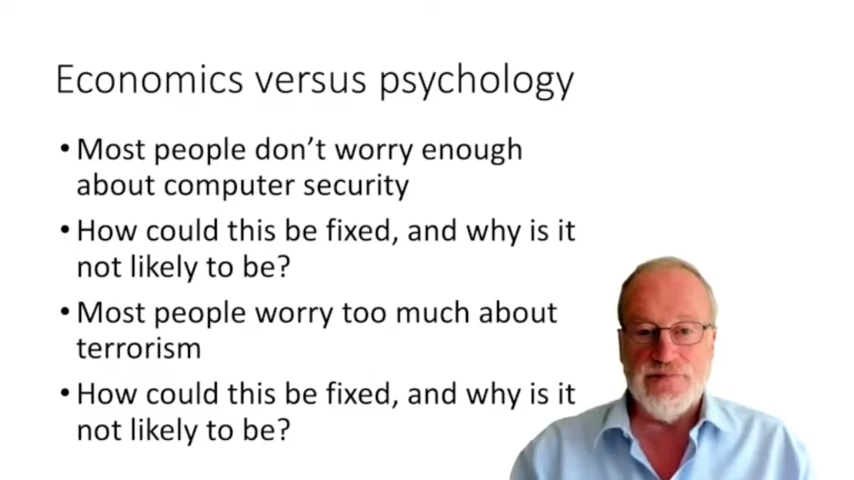 Economics versus psychology
• Most people don't worry enough
about computer security
• How could this be fixed, and why is it
not likely to be?
• Most people worry too much about
terrorism
• How could this be fixed, and why is it
not likely to be?